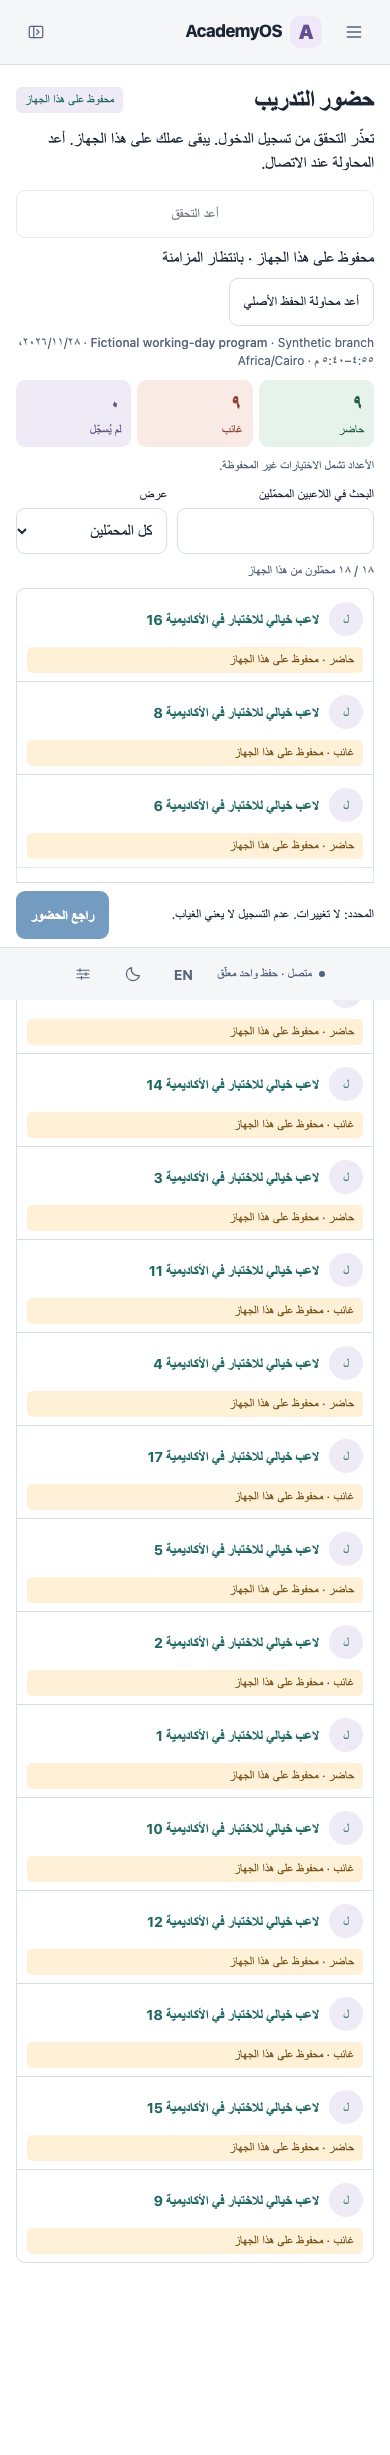 A AcademyOS
حضور التدريب
محفوظ على هذا الجهاز
تعذّر التحقق من تسجيل الدخول. يبقى عملك على هذا الجهاز. أعد
المحاولة عند الاتصال.
أعد التحقق
محفوظ على هذا الجهاز · بانتظار المزامنة
أعد محاولة الحفظ الأصلي
Fictional working-day program · Synthetic branch · ٢٠٢٦/١١/٢٨،
٤:٥٥–٥:٤٠ م · Africa/Cairo
٩
حاضر
٩
غائب
٠
لم يُسجّل
الأعداد تشمل الاختيارات غير المحفوظة.
البحث في اللاعبين المحمّلين
عرض
كل المحمّلين
١٨ / ١٨ محمّلون من هذا الجهاز
ل لاعب خيالي للاختبار في الأكاديمية 16
حاضر · محفوظ على هذا الجهاز
ل لاعب خيالي للاختبار في الأكاديمية 8
غائب · محفوظ على هذا الجهاز
ل لاعب خيالي للاختبار في الأكاديمية 6
حاضر · محفوظ على هذا الجهاز
المحدد: لا تغييرات. عدم التسجيل لا يعني الغياب.
راجع الحضور
متصل · حفظ واحد معلّق
EN
حاضر · محفوظ على هذا الجهاز
ل لاعب خيالي للاختبار في الأكاديمية 14
غائب · محفوظ على هذا الجهاز
ل لاعب خيالي للاختبار في الأكاديمية 3
حاضر · محفوظ على هذا الجهاز
ل لاعب خيالي للاختبار في الأكاديمية 11
غائب · محفوظ على هذا الجهاز
ل لاعب خيالي للاختبار في الأكاديمية 4
حاضر · محفوظ على هذا الجهاز
ل لاعب خيالي للاختبار في الأكاديمية 17
غائب · محفوظ على هذا الجهاز
ل لاعب خيالي للاختبار في الأكاديمية 5
حاضر · محفوظ على هذا الجهاز
ل لاعب خيالي للاختبار في الأكاديمية 2
غائب · محفوظ على هذا الجهاز
ل لاعب خيالي للاختبار في الأكاديمية 1
حاضر · محفوظ على هذا الجهاز
ل لاعب خيالي للاختبار في الأكاديمية 10
غائب · محفوظ على هذا الجهاز
ل لاعب خيالي للاختبار في الأكاديمية 12
حاضر · محفوظ على هذا الجهاز
ل لاعب خيالي للاختبار في الأكاديمية 18
غائب · محفوظ على هذا الجهاز
ل لاعب خيالي للاختبار في الأكاديمية 15
حاضر · محفوظ على هذا الجهاز
ل لاعب خيالي للاختبار في الأكاديمية 9
غائب · محفوظ على هذا الجهاز